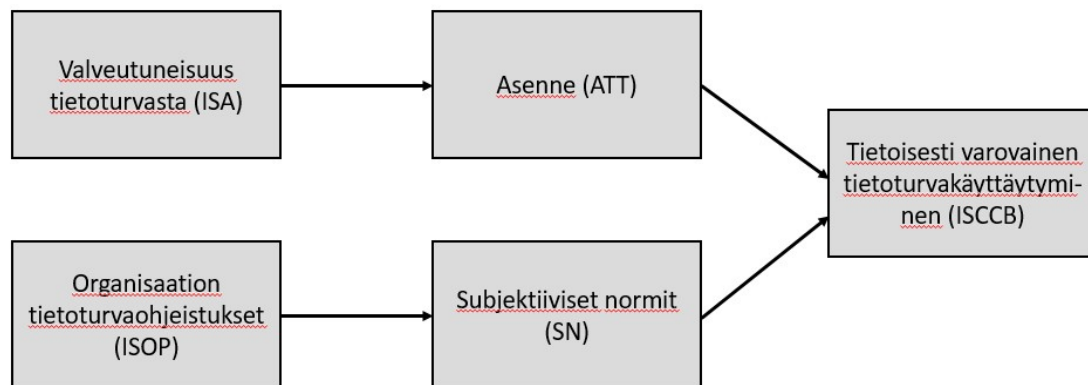 Valveutuneisuus
tietoturvasta (ISA)
Asenne (ATT)
Tietoisesti varovainen
tietoturvakäyttäytymi-
nen (ISCCB)
Organisaation
tietoturvaohjeistukset
(ISOP)
Subjektiiviset normit
(SN)